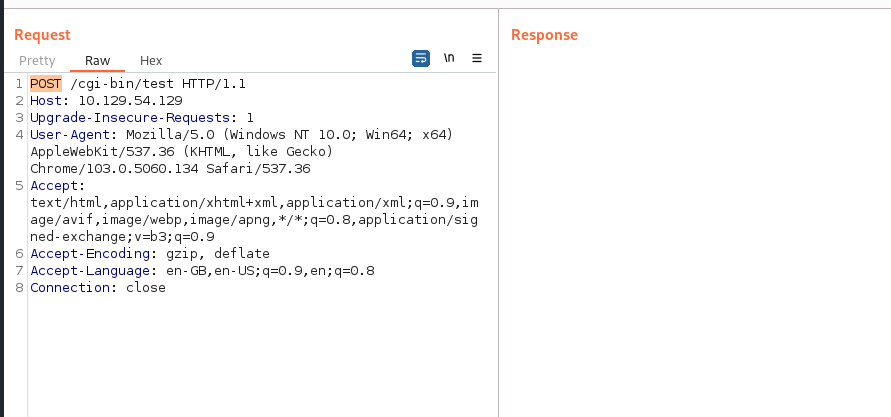 Request
Response
Pretty Raw Hex \n
1 POST /cgi-bin/test HTTP/1.1
2 Host: 10.129.54.129
3 Upgrade-Insecure-Requests: 1
4 User-Agent: Mozilla/5.0 (Windows NT 10.0; Win64; x64)
AppleWebKit/537.36 (KHTML, like Gecko)
Chrome/103.0.5060.134 Safari/537.36
5 Accept:
text/html,application/xhtml+xml,application/xml;q=0.9,im
age/avif,image/webp,image/apng,*/*;q=0.8,application/sig
ned-exchange;v=b3;q=0.9
6 Accept-Encoding: gzip, deflate
7 Accept-Language: en-GB,en-US;q=0.9,en;q=0.8
8 Connection: close